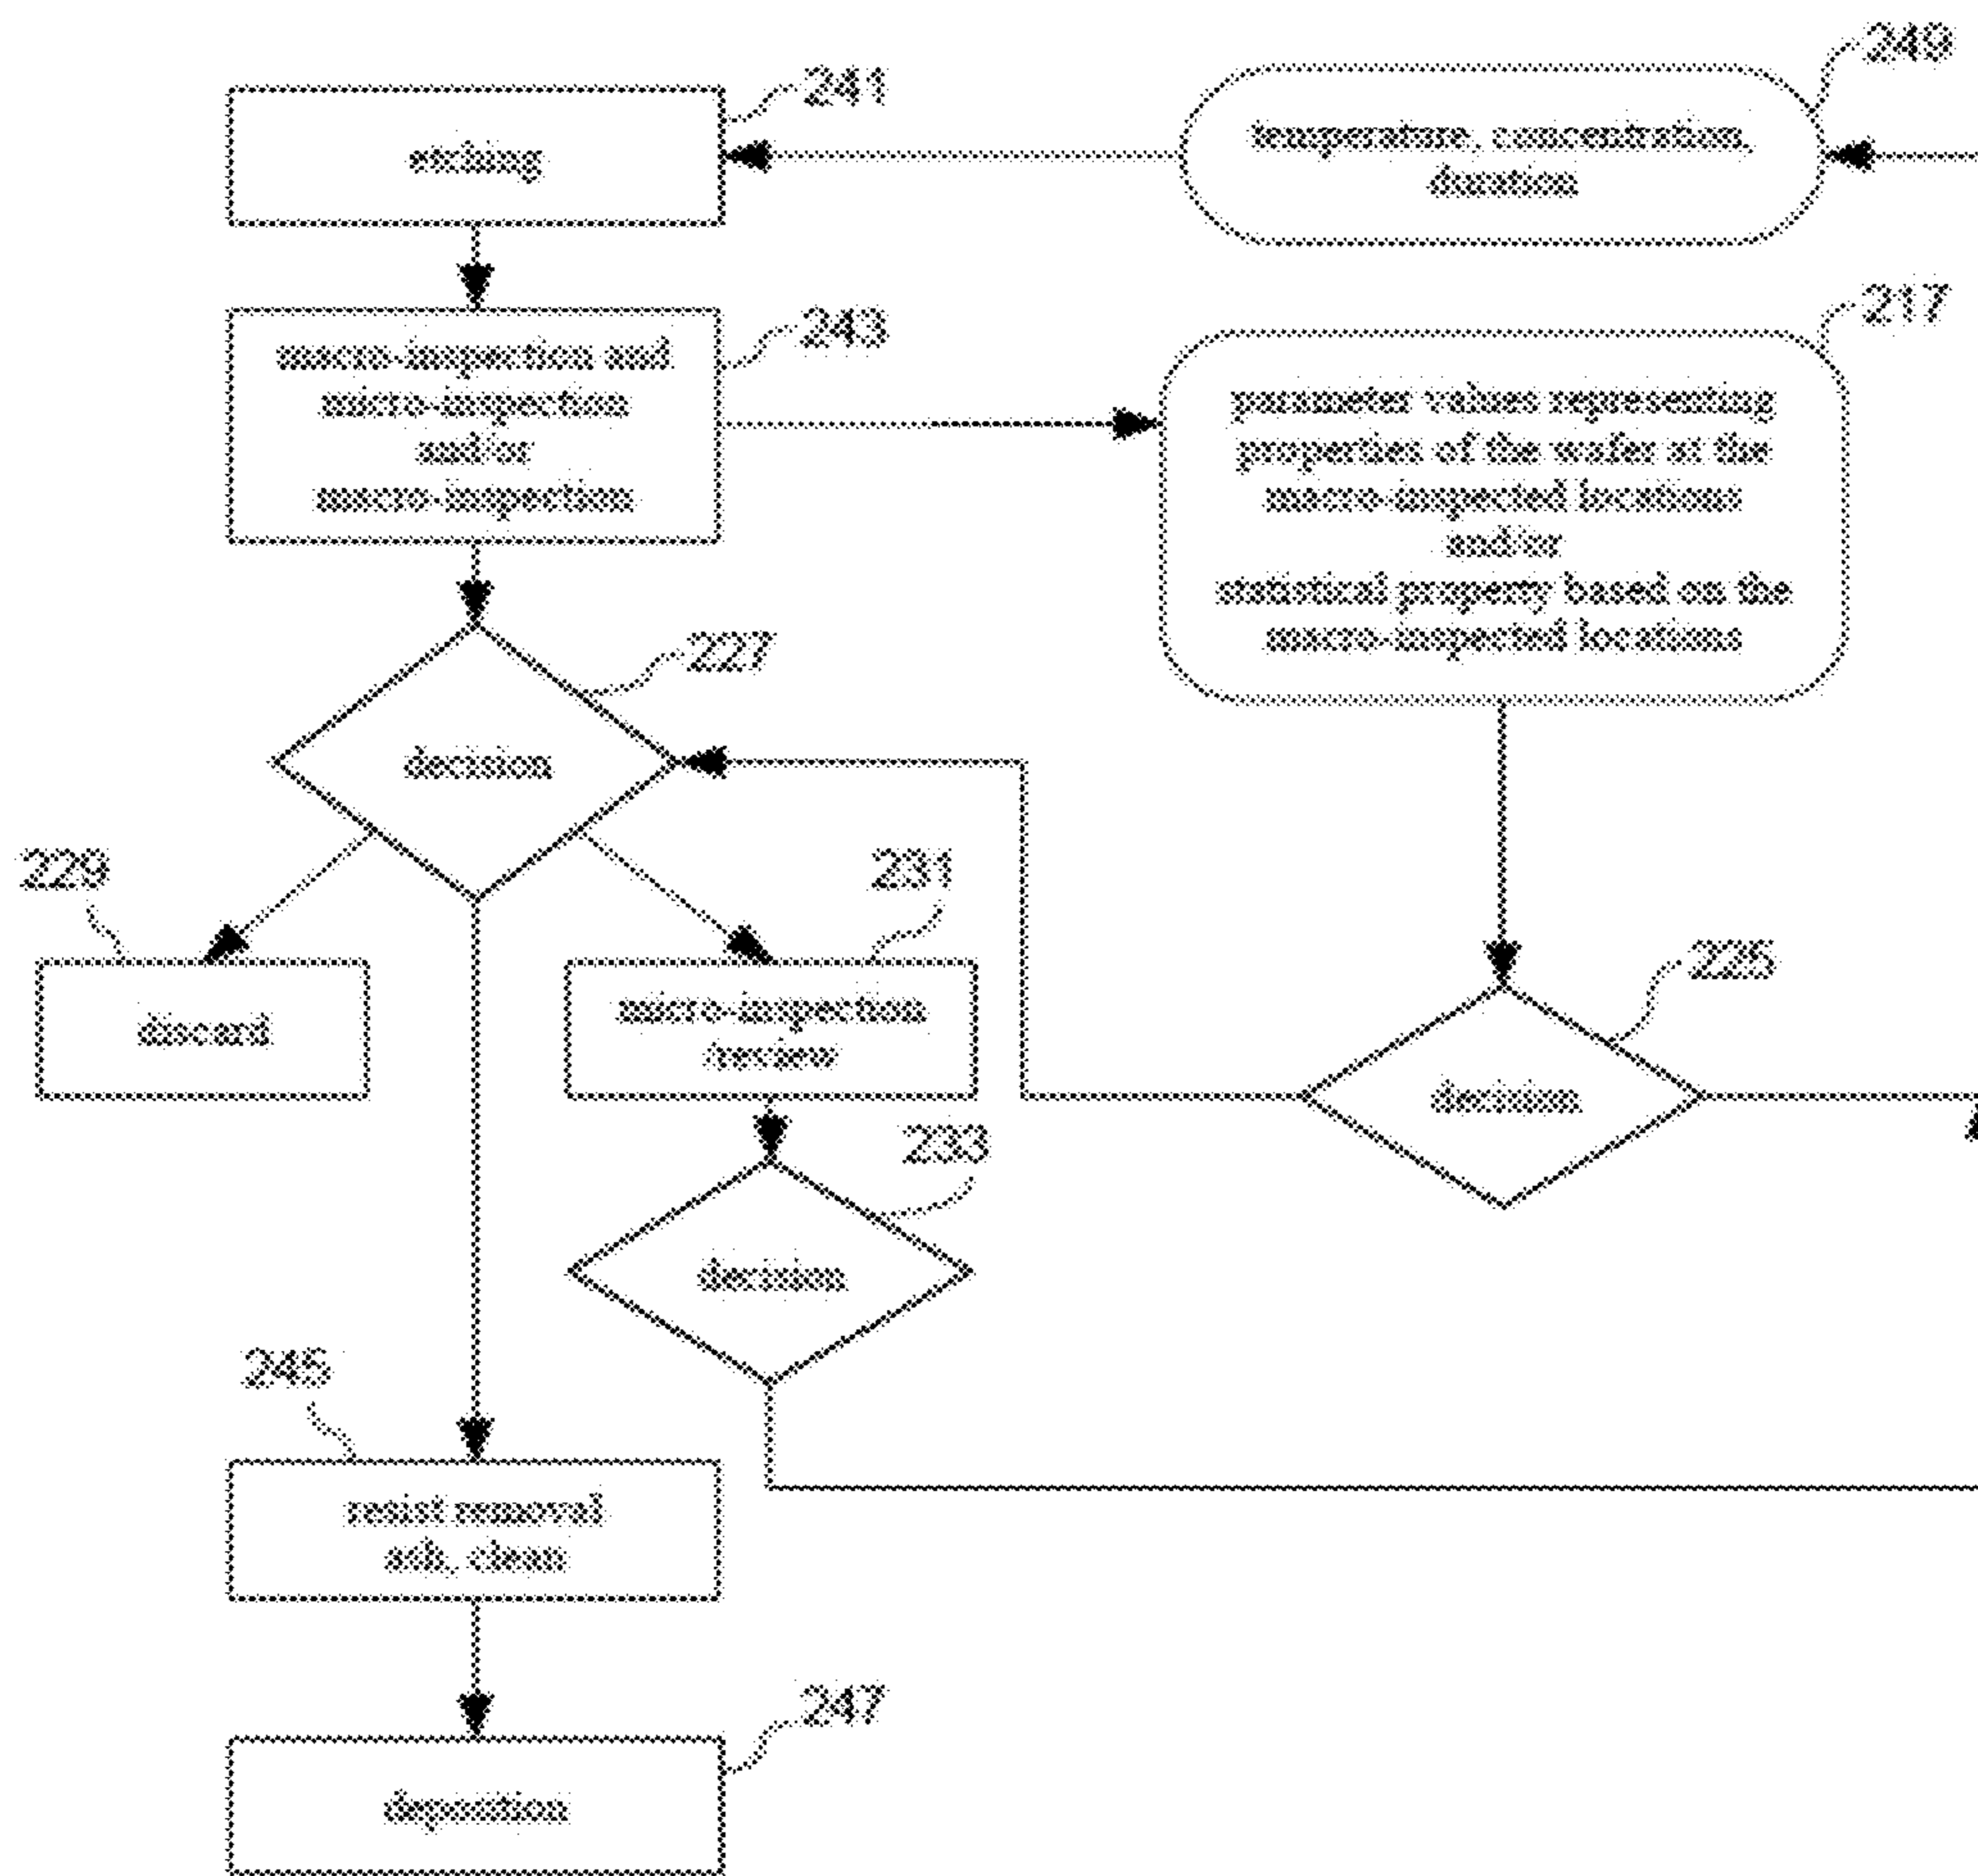 241
etching
249
temperature, concentration,
duration
243
macro-inspection and
micro-inspection
and/or
macro-inspection
217
parameter values representing
properties of the wafer at the
macro-inspected locations
and/or
statistical property based on the
macro-inspected locations
227
decision
229
discard
231
micro-inspection
review
225
decision
233
decision
245
resist removal
ash, clean
247
deposition